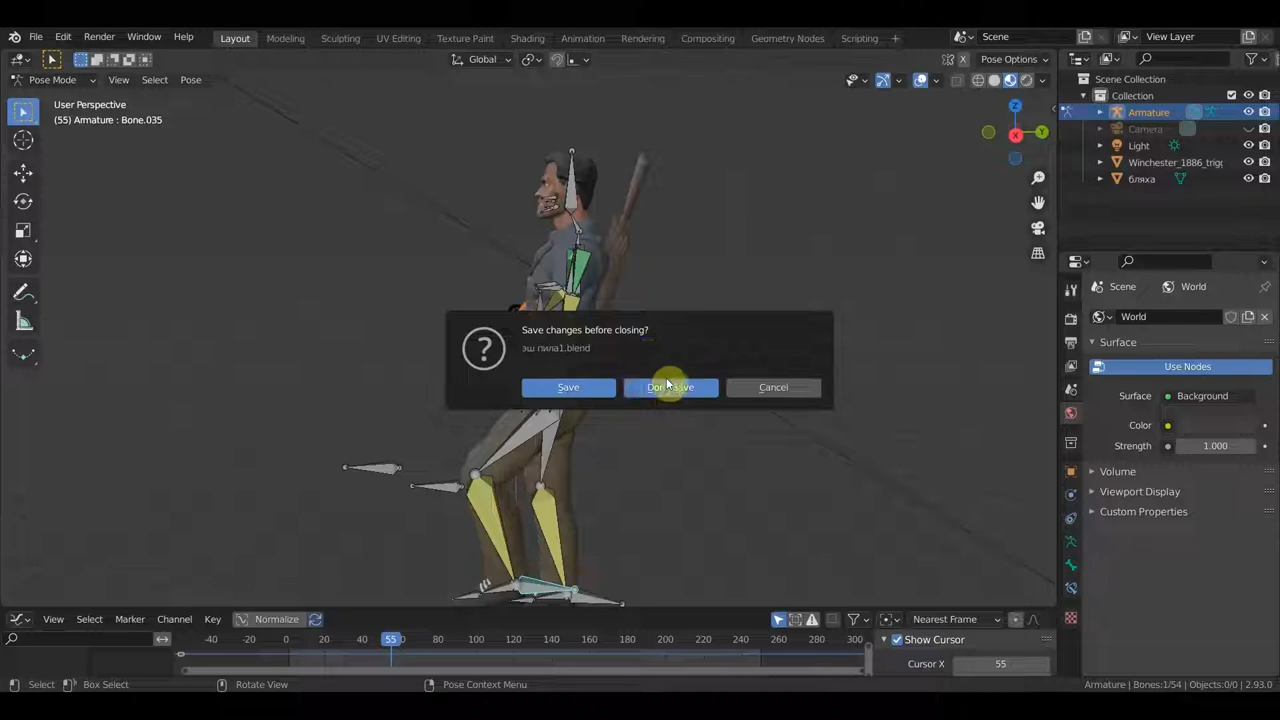 File Edit Render Window Help
Layout Modeling Sculpting UV Editing Texture Paint Shading Animation Rendering Compositing Geometry Nodes Scripting +
Scene
View Layer
Global
X
Pose Options
Pose Mode View Select Pose
User Perspective
(55) Armature : Bone.035
Z
Y
X
Scene Collection
Collection
Armature
Camera
Light
Winchester_1886_trigg
бляха
Scene World
World
Surface
Use Nodes
Surface Background
Color
Strength 1.000
Volume
Viewport Display
Custom Properties
Save changes before closing?
эш пила1.blend
Save
Cancel
View Select Marker Channel Key Normalize
Nearest Frame
-40 -20 0 20 40 55 80 100 120 140 160 180 200 220 240 260 280 300
Show Cursor
Cursor X 55
Select Box Select Rotate View Pose Context Menu
Armature | Bones:1/54 | Objects:0/0 | 2.93.0